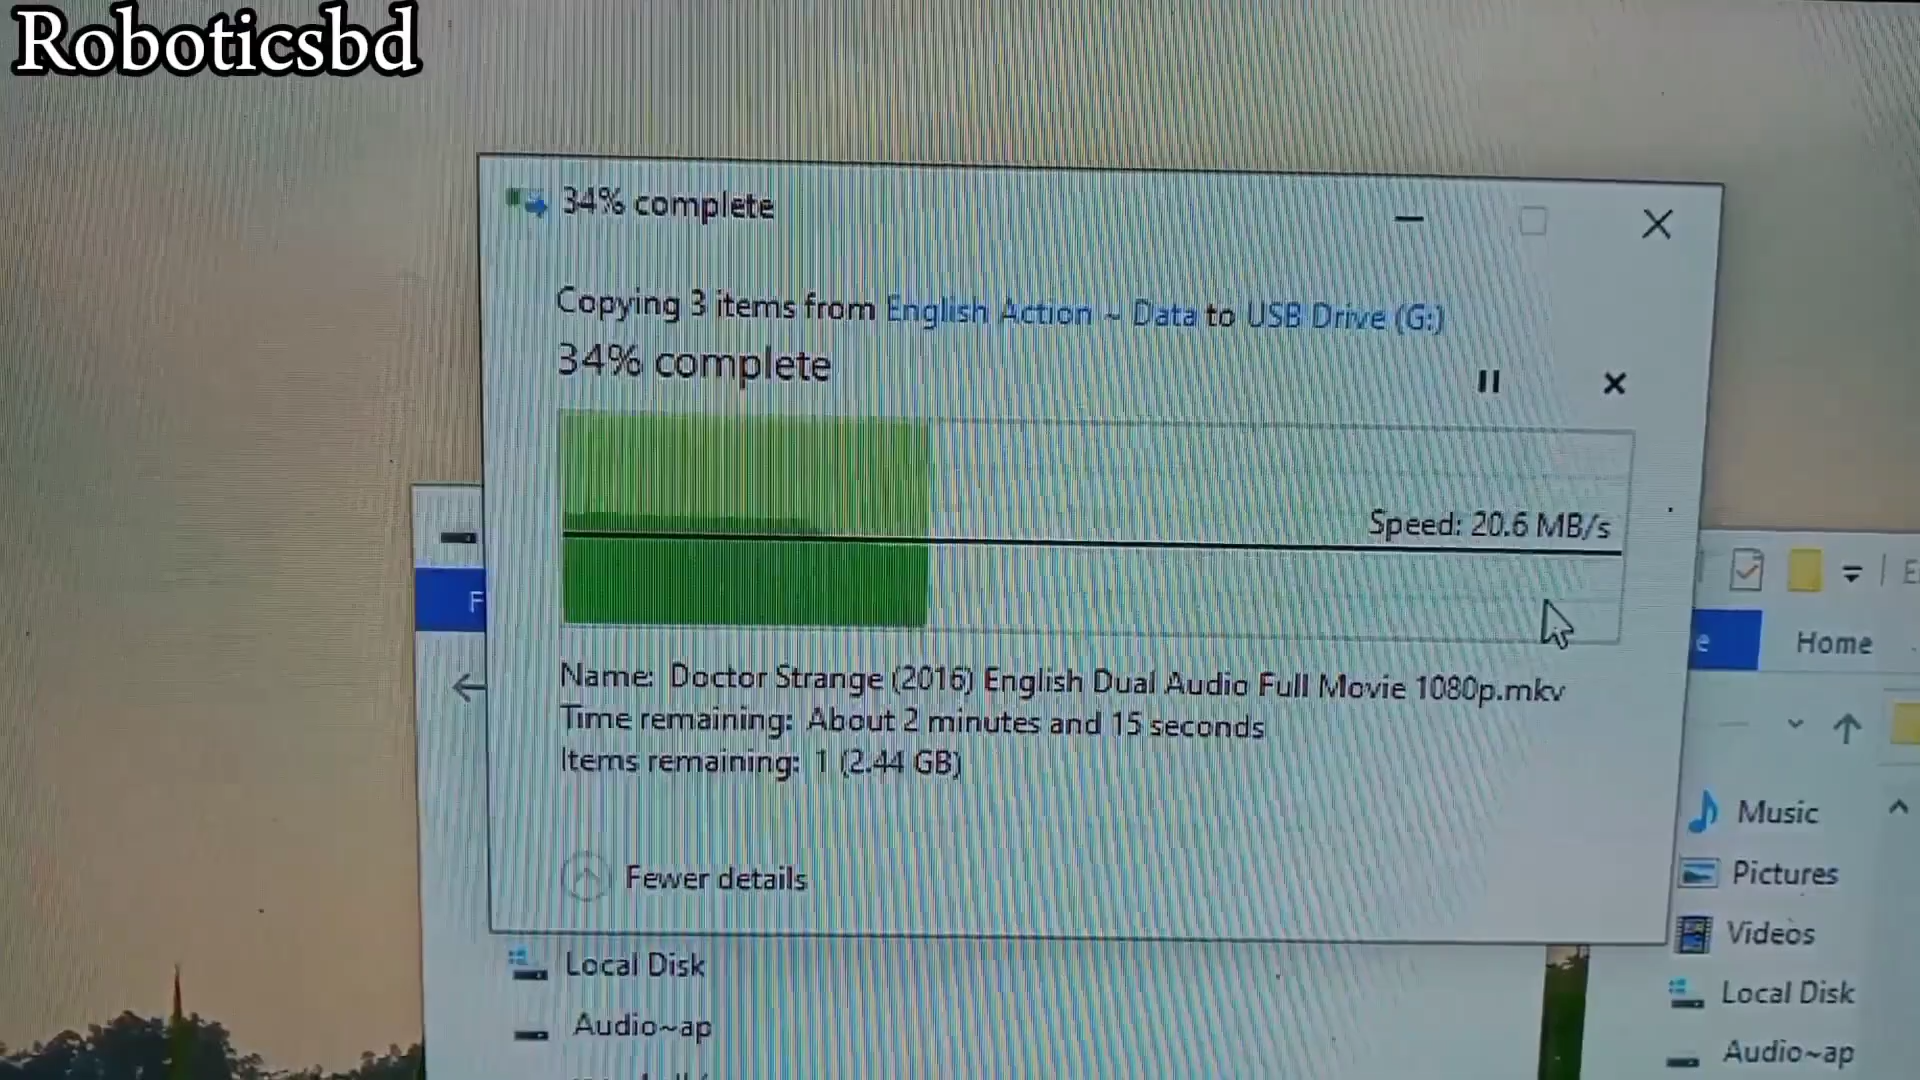 Roboticsbd
34% complete
Copying 3 items from English Action ~ Data to USB Drive (G:)
34% complete
Speed: 20.6 MB/s
Name: Doctor Strange (2016) English Dual Audio Full Movie 1080p.mkv
Time remaining: About 2 minutes and 15 seconds
Items remaining: 1 (2.44 GB)
Fewer details
F
Local Disk
Audio~ap
E
e
Home
Music
Pictures
Videos
Local Disk
Audio~ap